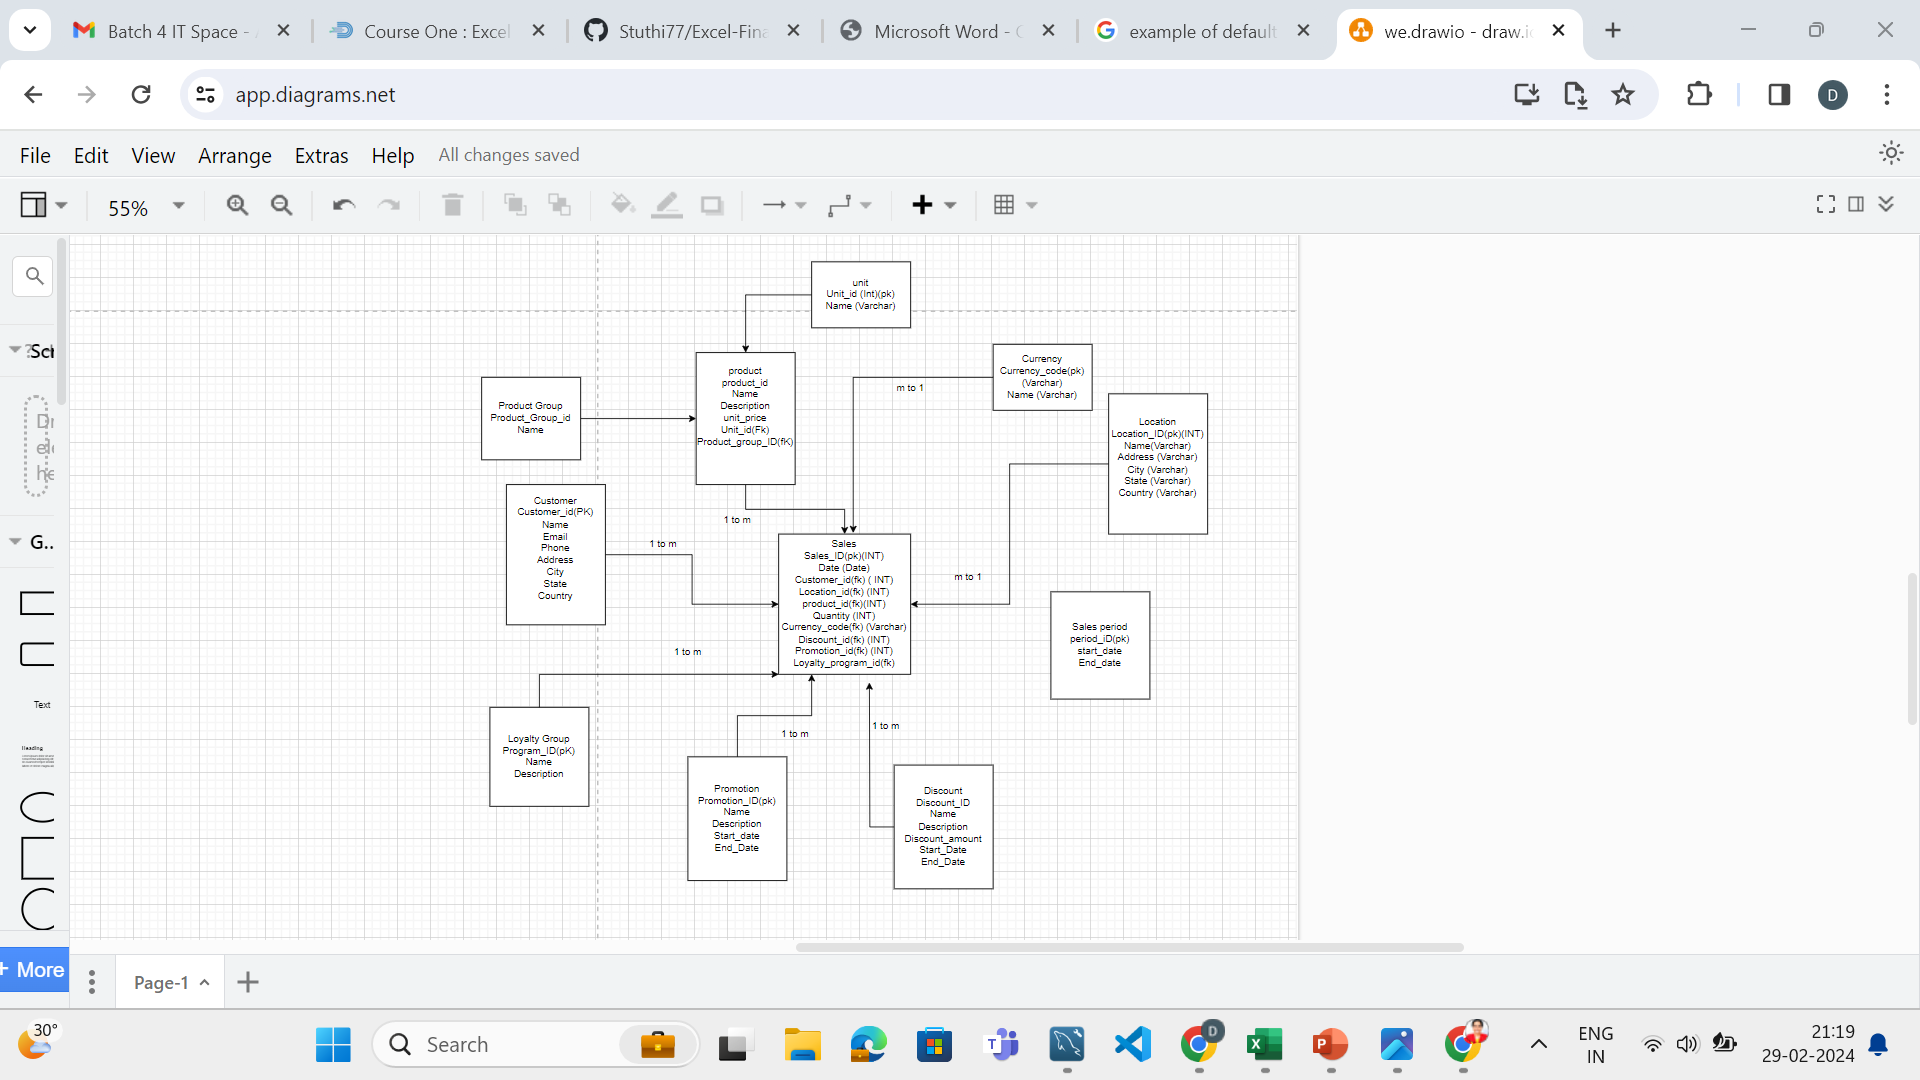 Batch 4 IT Space -
Course One : Excel
Stuthi77/Excel-Fina
Microsoft Word -
example of default
we.drawio - draw.i
app.diagrams.net
D
File Edit View Arrange Extras Help All changes saved
55%
Scr
G..
Text
Heading
+ More
unit
Unit_id (Int)(pk)
Name (Varchar)
product
product_id
Name
Description
unit_price
Unit_id(Fk)
Product_group_ID(fK)
Currency
Currency_code(pk)
(Varchar)
Name (Varchar)
m to 1
Product Group
Product_Group_id
Name
Location
Location_ID(pk)(INT)
Name(Varchar)
Address (Varchar)
City (Varchar)
State (Varchar)
Country (Varchar)
Customer
Customer_id(PK)
Name
Email
Phone
Address
City
State
Country
1 to m
1 to m
Sales
Sales_ID(pk)(INT)
Date (Date)
Customer_id(fk) ( INT)
Location_id(fk) (INT)
product_id(fk)(INT)
Quantity (INT)
Currency_code(fk) (Varchar)
Discount_id(fk) (INT)
Promotion_id(fk) (INT)
Loyalty_program_id(fk)
m to 1
Sales period
period_iD(pk)
start_date
End_date
1 to m
Loyalty Group
Program_ID(pK)
Name
Description
1 to m
1 to m
Promotion
Promotion_ID(pk)
Name
Description
Start_date
End_Date
Discount
Discount_ID
Name
Description
Discount_amount
Start_Date
End_Date
Page-1
30°
Search
D
ENG
IN
21:19
29-02-2024